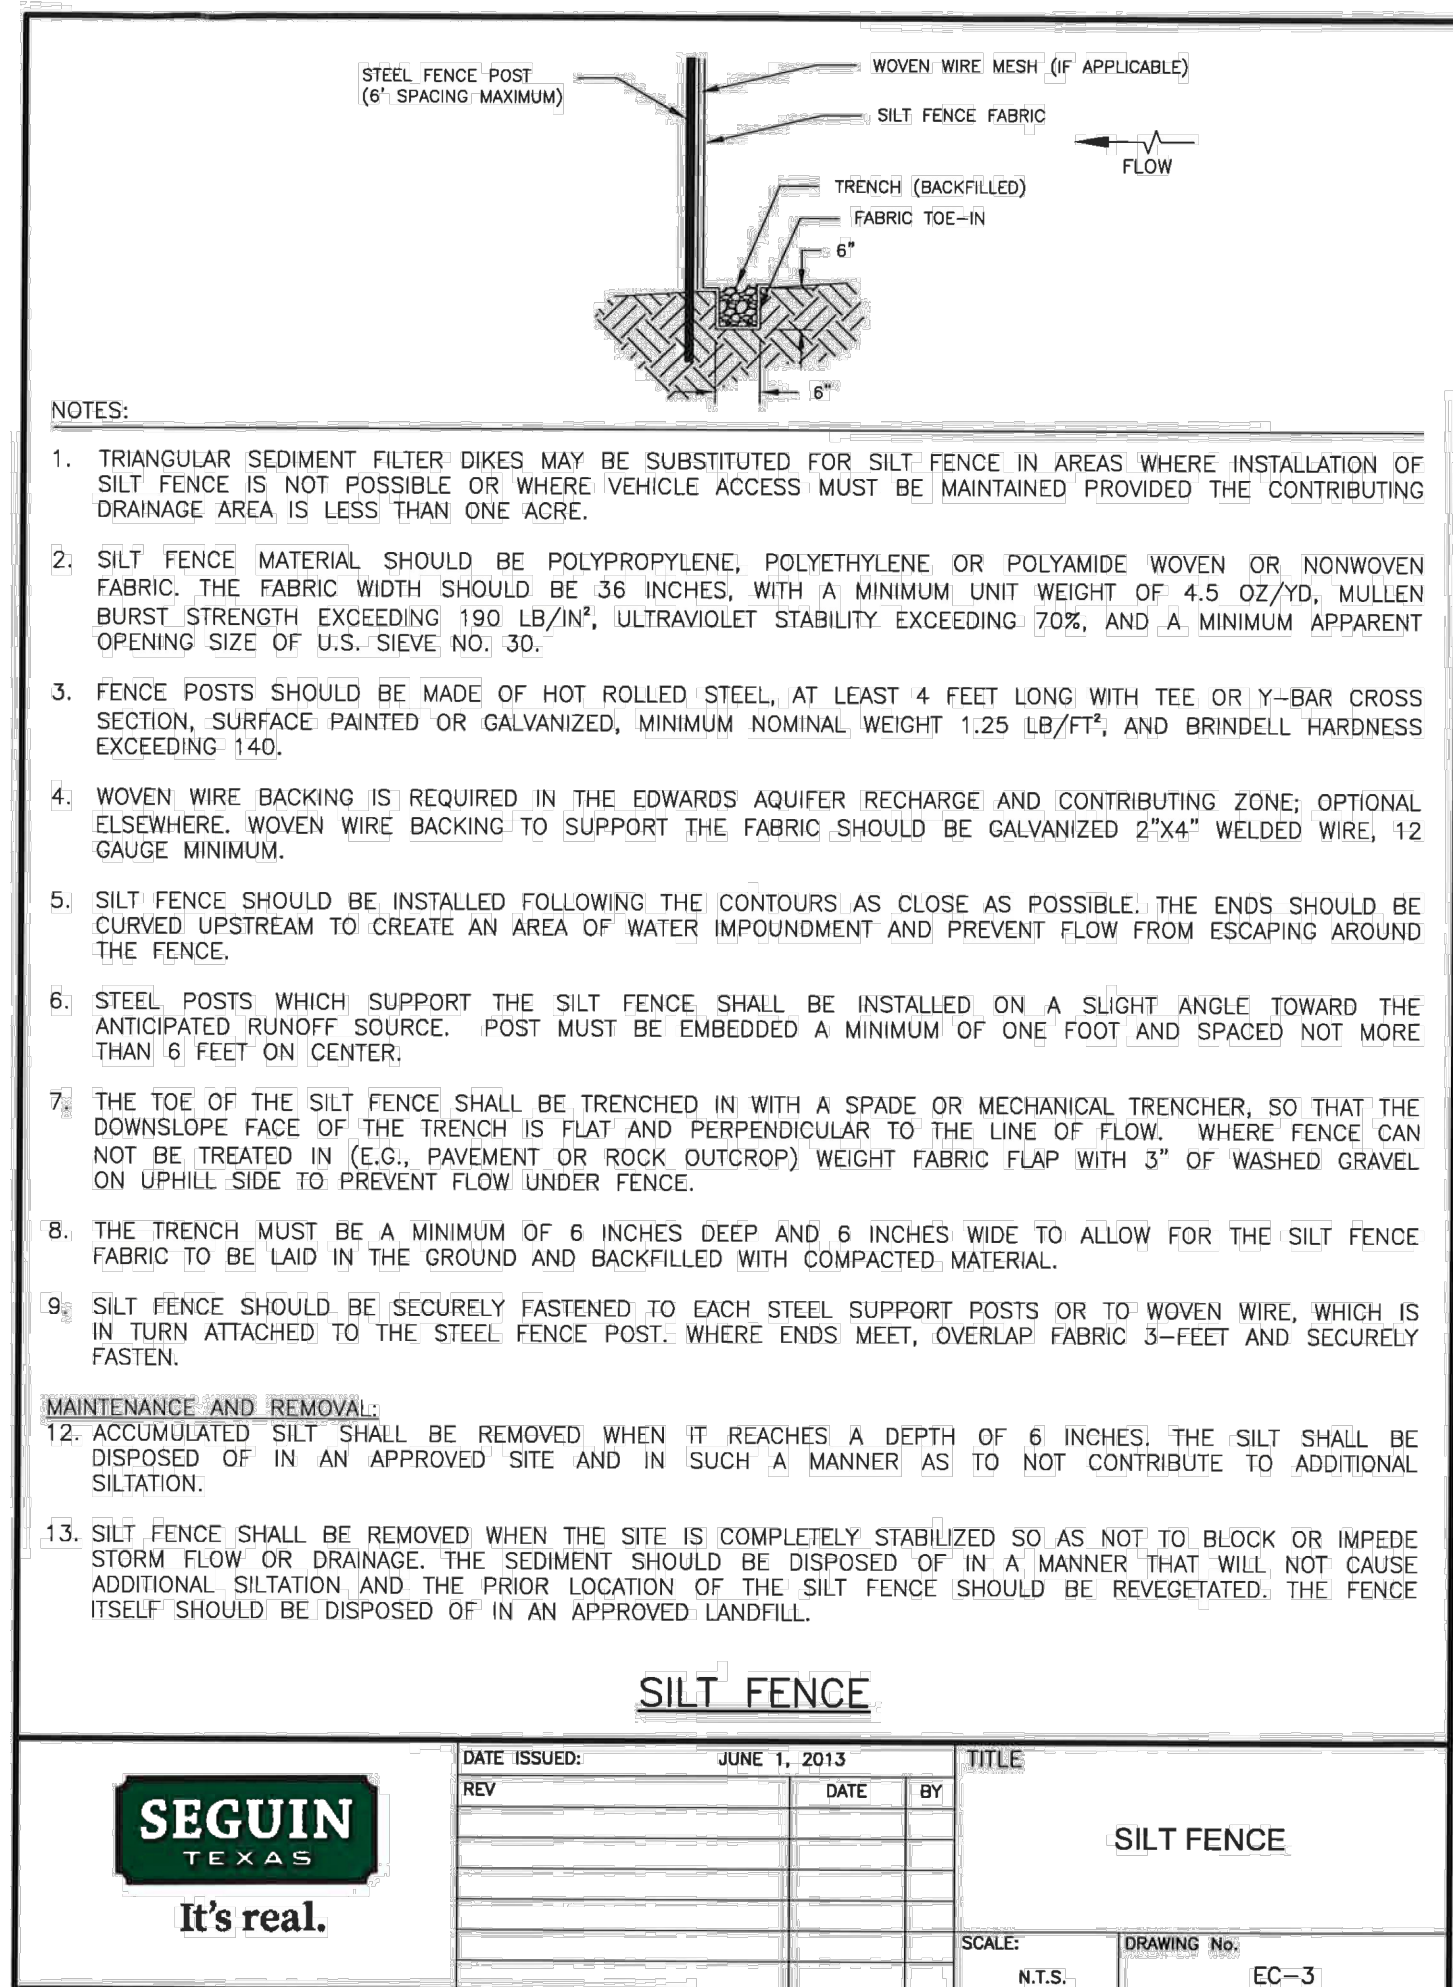 STEEL FENCE POST
(6' SPACING MAXIMUM)
WOVEN WIRE MESH (IF APPLICABLE)
SILT FENCE FABRIC
FLOW
TRENCH (BACKFILLED)
FABRIC TOE-IN
6"
6"
NOTES:
1. TRIANGULAR SEDIMENT FILTER DIKES MAY BE SUBSTITUTED FOR SILT FENCE IN AREAS WHERE INSTALLATION OF
SILT FENCE IS NOT POSSIBLE OR WHERE VEHICLE ACCESS MUST BE MAINTAINED PROVIDED THE CONTRIBUTING
DRAINAGE AREA IS LESS THAN ONE ACRE.
2. SILT FENCE MATERIAL SHOULD BE POLYPROPYLENE, POLYETHYLENE OR POLYAMIDE WOVEN OR NONWOVEN
FABRIC. THE FABRIC WIDTH SHOULD BE 36 INCHES, WITH A MINIMUM UNIT WEIGHT OF 4.5 OZ/YD, MULLEN
BURST STRENGTH EXCEEDING 190 LB/IN², ULTRAVIOLET STABILITY EXCEEDING 70%, AND A MINIMUM APPARENT
OPENING SIZE OF U.S. SIEVE NO. 30.
3. FENCE POSTS SHOULD BE MADE OF HOT ROLLED STEEL, AT LEAST 4 FEET LONG WITH TEE OR Y-BAR CROSS
SECTION, SURFACE PAINTED OR GALVANIZED, MINIMUM NOMINAL WEIGHT 1.25 LB/FT², AND BRINDELL HARDNESS
EXCEEDING 140.
4. WOVEN WIRE BACKING IS REQUIRED IN THE EDWARDS AQUIFER RECHARGE AND CONTRIBUTING ZONE; OPTIONAL
ELSEWHERE. WOVEN WIRE BACKING TO SUPPORT THE FABRIC SHOULD BE GALVANIZED 2"X4" WELDED WIRE, 12
GAUGE MINIMUM.
5. SILT FENCE SHOULD BE INSTALLED FOLLOWING THE CONTOURS AS CLOSE AS POSSIBLE. THE ENDS SHOULD BE
CURVED UPSTREAM TO CREATE AN AREA OF WATER IMPOUNDMENT AND PREVENT FLOW FROM ESCAPING AROUND
THE FENCE.
6. STEEL POSTS WHICH SUPPORT THE SILT FENCE SHALL BE INSTALLED ON A SLIGHT ANGLE TOWARD THE
ANTICIPATED RUNOFF SOURCE. POST MUST BE EMBEDDED A MINIMUM OF ONE FOOT AND SPACED NOT MORE
THAN 6 FEET ON CENTER.
7. THE TOE OF THE SILT FENCE SHALL BE TRENCHED IN WITH A SPADE OR MECHANICAL TRENCHER, SO THAT THE
DOWNSLOPE FACE OF THE TRENCH IS FLAT AND PERPENDICULAR TO THE LINE OF FLOW. WHERE FENCE CAN
NOT BE TREATED IN (E.G., PAVEMENT OR ROCK OUTCROP) WEIGHT FABRIC FLAP WITH 3" OF WASHED GRAVEL
ON UPHILL SIDE TO PREVENT FLOW UNDER FENCE.
8. THE TRENCH MUST BE A MINIMUM OF 6 INCHES DEEP AND 6 INCHES WIDE TO ALLOW FOR THE SILT FENCE
FABRIC TO BE LAID IN THE GROUND AND BACKFILLED WITH COMPACTED MATERIAL.
9. SILT FENCE SHOULD BE SECURELY FASTENED TO EACH STEEL SUPPORT POSTS OR TO WOVEN WIRE, WHICH IS
IN TURN ATTACHED TO THE STEEL FENCE POST. WHERE ENDS MEET, OVERLAP FABRIC 3-FEET AND SECURELY
FASTEN.
MAINTENANCE AND REMOVAL:
12. ACCUMULATED SILT SHALL BE REMOVED WHEN IT REACHES A DEPTH OF 6 INCHES. THE SILT SHALL BE
DISPOSED OF IN AN APPROVED SITE AND IN SUCH A MANNER AS TO NOT CONTRIBUTE TO ADDITIONAL
SILTATION.
13. SILT FENCE SHALL BE REMOVED WHEN THE SITE IS COMPLETELY STABILIZED SO AS NOT TO BLOCK OR IMPEDE
STORM FLOW OR DRAINAGE. THE SEDIMENT SHOULD BE DISPOSED OF IN A MANNER THAT WILL NOT CAUSE
ADDITIONAL SILTATION AND THE PRIOR LOCATION OF THE SILT FENCE SHOULD BE REVEGETATED. THE FENCE
ITSELF SHOULD BE DISPOSED OF IN AN APPROVED LANDFILL.
SILT FENCE
SEGUIN
TEXAS
It's real.
DATE ISSUED: JUNE 1, 2013
REV DATE BY
TITLE
SILT FENCE
SCALE:
N.T.S.
DRAWING No.
EC-3